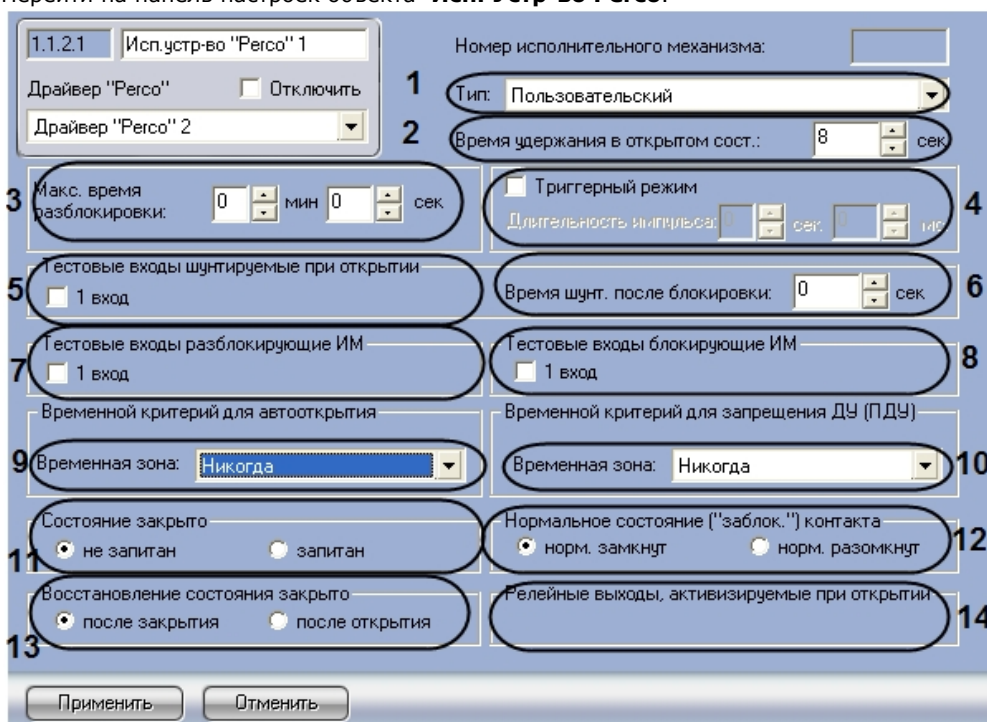 Перейти на панель настроек объекта Исп. Устр-во Perco.
1.1.2.1 Исп.устр-во "Perco" 1
Номер исполнительного механизма:
Драйвер "Perco" Отключить
1 Тип: Пользовательский
Драйвер "Perco" 2
2 Время удержания в открытом сост.: 8 сек
3 Макс. время разблокировки: 0 мин 0 сек
Триггерный режим 4
Длительность импульса: 0 сек 0 мс
Тестовые входы шунтируемые при открытии
5 1 вход
Время шунт. после блокировки: 0 сек 6
Тестовые входы разблокирующие ИМ
7 1 вход
Тестовые входы блокирующие ИМ
1 вход 8
Временной критерий для автооткрытия
9 Временная зона: Никогда
Временной критерий для запрещения ДУ (ПДУ)
Временная зона: Никогда 10
Состояние закрыто
11 не запитан запитан
Нормальное состояние ("заблок.") контакта
норм. замкнут норм. разомкнут 12
Восстановление состояния закрыто
13 после закрытия после открытия
Релейные выходы, активизируемые при открытии
14
Применить Отменить